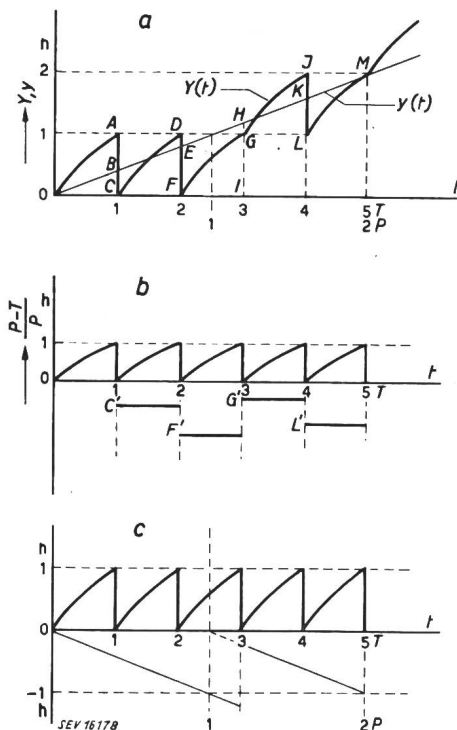 a
n
Y,y
2
J
M
K
Y(t)
y(t)
H
1
A
D
G
L
E
B
C
F
I
0
1
2
3
4
5 T
t
1
2 P
b
n
P-T
P
1
0
1
2
3
4
5 T
t
C'
F'
G'
L'
c
n
1
0
1
2
3
4
5 T
t
-1
n
1
2 P
SEV 16178